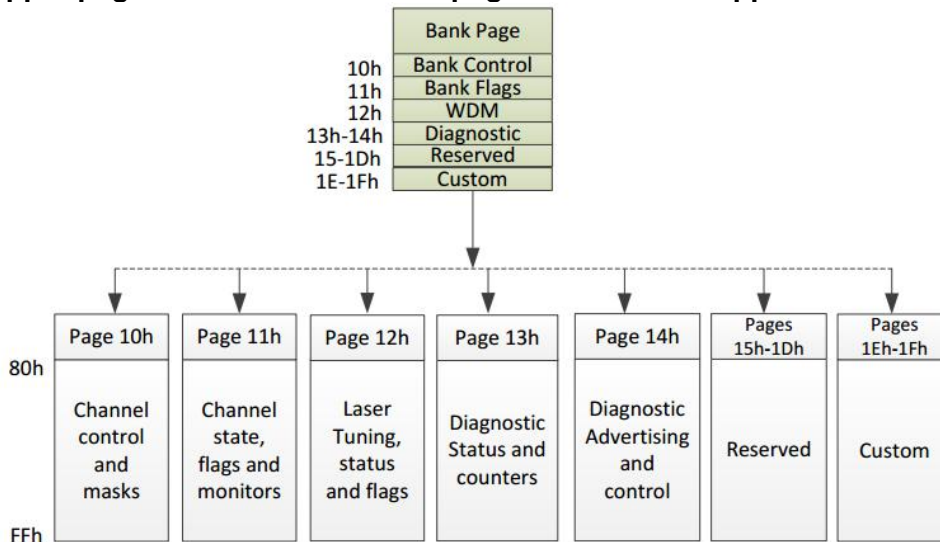 Bank Page
10h Bank Control
11h Bank Flags
12h WDM
13h-14h Diagnostic
15-1Dh Reserved
1E-1Fh Custom
Page 10h
Page 11h
Page 12h
Page 13h
Page 14h
Pages
15h-1Dh
Pages
1Eh-1Fh
80h
Channel
control
and
masks
Channel
state,
flags and
monitors
Laser
Tuning,
status
and flags
Diagnostic
Status and
counters
Diagnostic
Advertising
and
control
Reserved
Custom
FFh